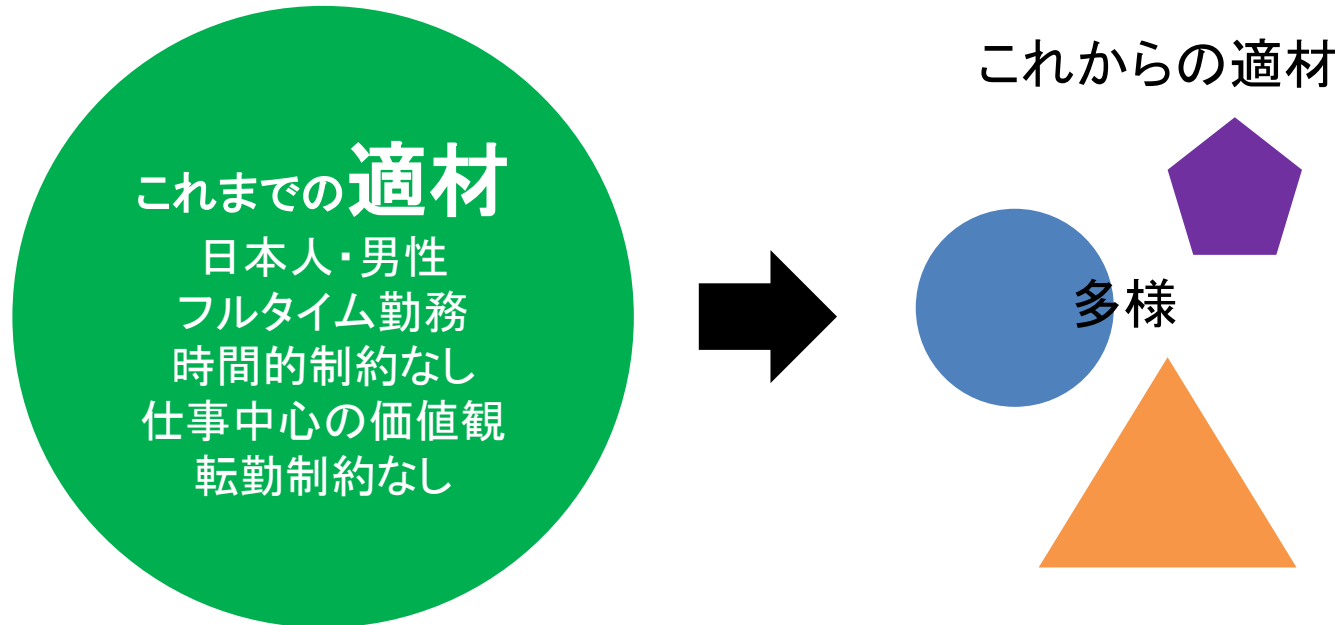 これまでの適材
日本人・男性
フルタイム勤務
時間的制約なし
仕事中心の価値観
転勤制約なし
これからの適材
多様